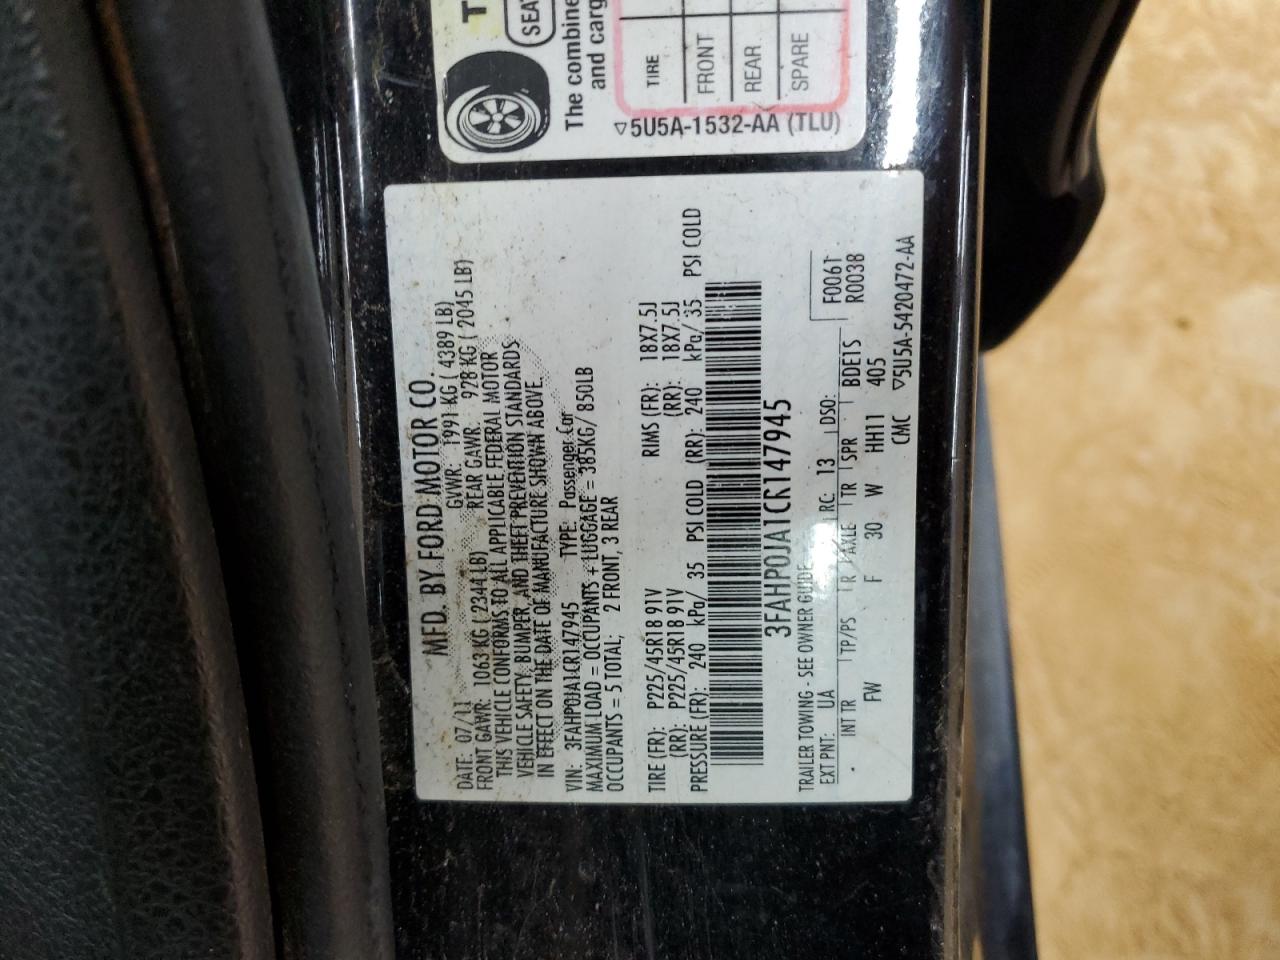 MFD. BY FORD MOTOR CO.
DATE: 07/11 GVWR: 1991 KG ( 4389 LB)
FRONT GAWR: 1063 KG ( 2344 LB) REAR GAWR: 928 KG ( 2045 LB)
THIS VEHICLE CONFORMS TO ALL APPLICABLE FEDERAL MOTOR
VEHICLE SAFETY, BUMPER, AND THEFT PREVENTION STANDARDS
IN EFFECT ON THE DATE OF MANUFACTURE SHOWN ABOVE.
VIN: 3FAHP0JA1CR147945 TYPE: Passenger Car
MAXIMUM LOAD = OCCUPANTS + LUGGAGE = 385KG/ 850LB
OCCUPANTS = 5 TOTAL; 2 FRONT, 3 REAR
TIRE (FR): P225/45R18 91V RIMS (FR): 18X7.5J
(RR): P225/45R18 91V (RR): 18X7.5J
PRESSURE (FR): 240 kPa/ 35 PSI COLD (RR): 240 kPa/ 35 PSI COLD
3FAHP0JA1CR147945
TRAILER TOWING - SEE OWNER GUIDE
EXT PNT: UA RC: 13 DSO: F006T
INT TR TP/PS R AXLE TR SPR BDE1S R0038
FW F 30 W HH11 405
CMC ▽5U5A-5420472-AA
SEA
The combine
and carg
TIRE
FRONT
REAR
SPARE
▽5U5A-1532-AA (TLU)